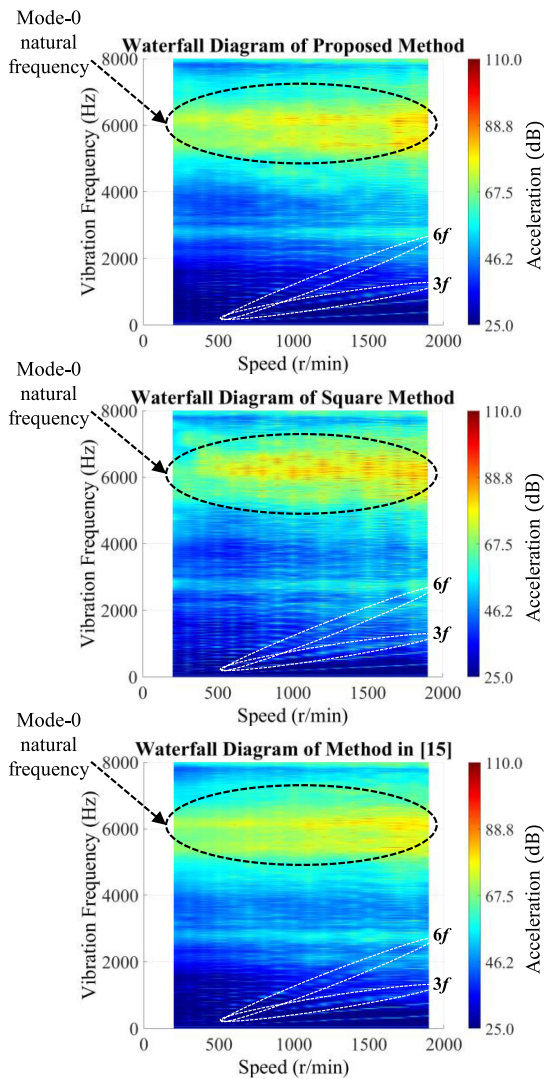 Mode-0
natural
frequency
Waterfall Diagram of Proposed Method
8000
6000
4000
2000
0
Vibration Frequency (Hz)
0
500
1000
1500
2000
Speed (r/min)
6f
3f
110.0
88.8
67.5
46.2
25.0
Acceleration (dB)
Mode-0
natural
frequency
Waterfall Diagram of Square Method
8000
6000
4000
2000
0
Vibration Frequency (Hz)
0
500
1000
1500
2000
Speed (r/min)
6f
3f
110.0
88.8
67.5
46.2
25.0
Acceleration (dB)
Mode-0
natural
frequency
Waterfall Diagram of Method in [15]
8000
6000
4000
2000
0
Vibration Frequency (Hz)
0
500
1000
1500
2000
Speed (r/min)
6f
3f
110.0
88.8
67.5
46.2
25.0
Acceleration (dB)